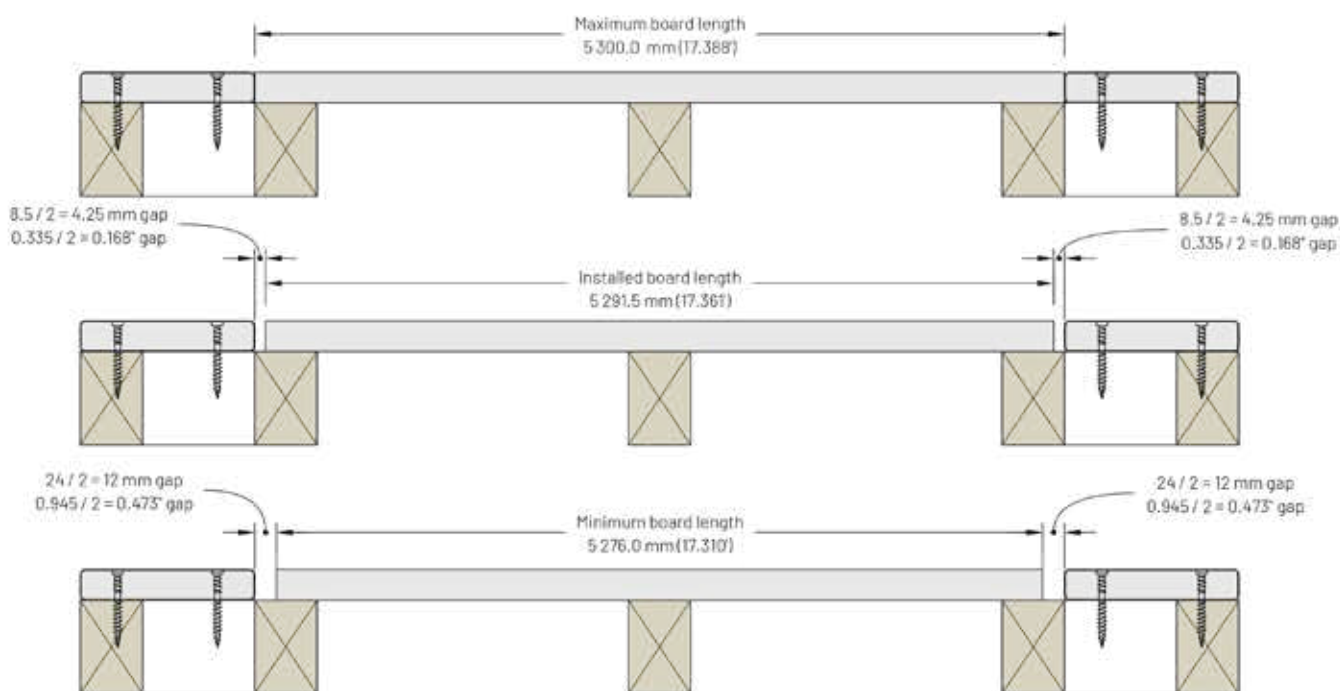 Maximum board length
5 300.0 mm (17.388')
8.5 / 2 = 4.25 mm gap
0.335 / 2 = 0.168" gap
8.5 / 2 = 4.25 mm gap
0.335 / 2 = 0.168" gap
Installed board length
5 291.5 mm (17.361')
24 / 2 = 12 mm gap
0.945 / 2 = 0.473" gap
24 / 2 = 12 mm gap
0.945 / 2 = 0.473" gap
Minimum board length
5 276.0 mm (17.310')